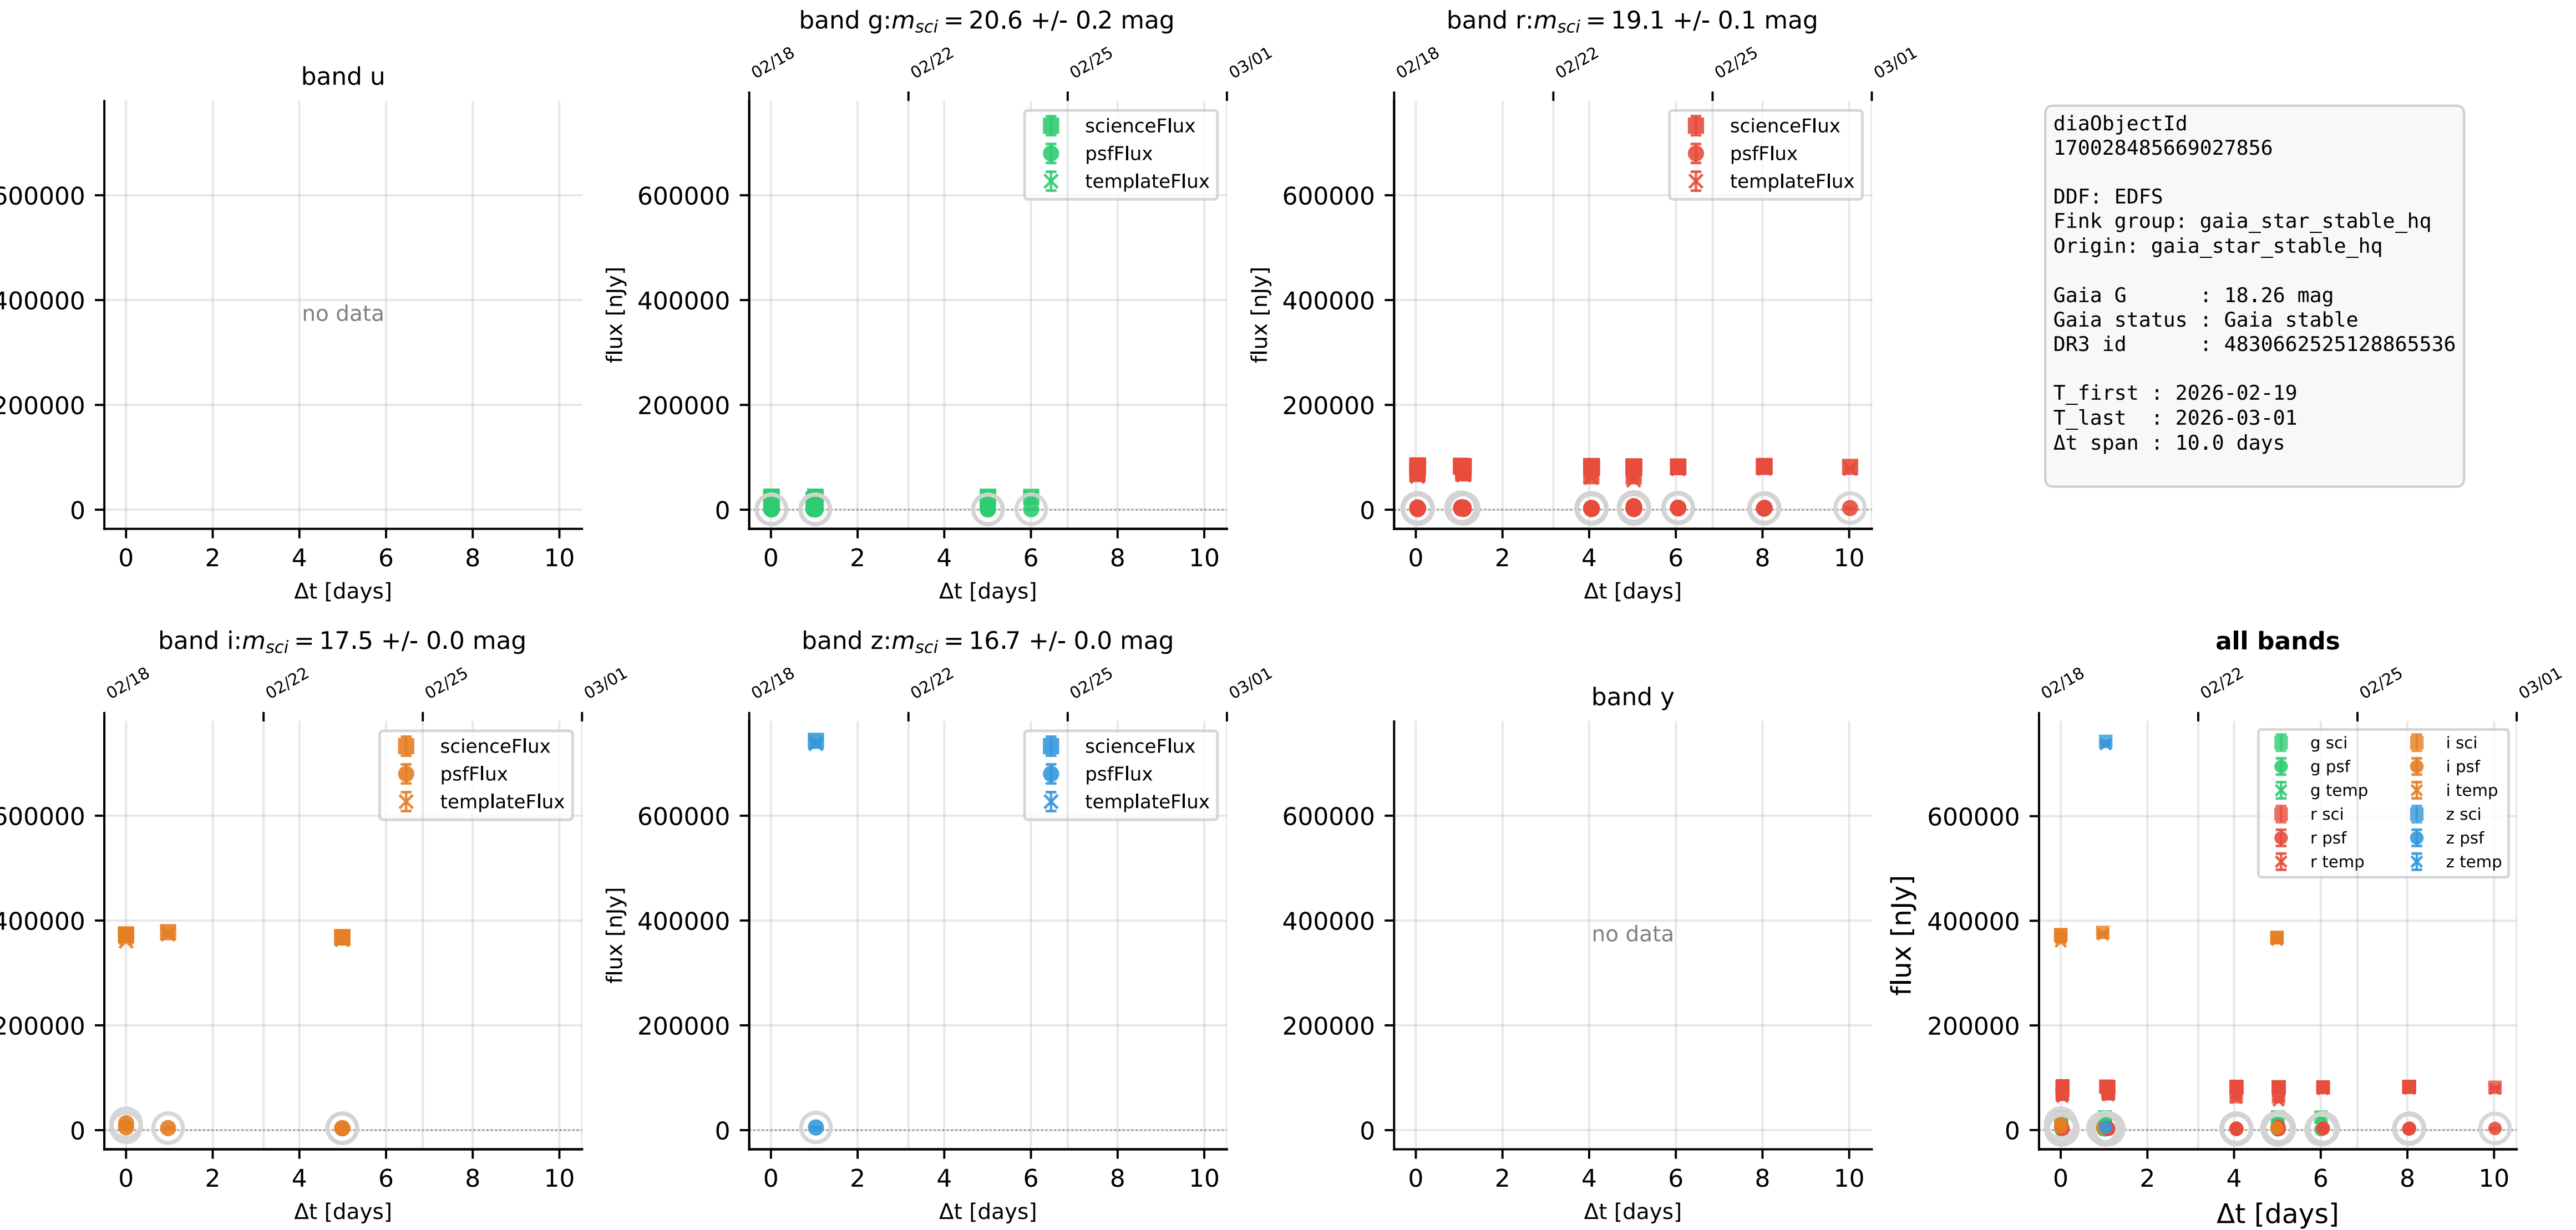 band u
600000
400000
200000
0
no data
0 2 4 6 8 10
Δt [days]
band g:m_sci = 20.6 +/- 0.2 mag
02/18 02/22 02/25 03/01
scienceFlux
psfFlux
templateFlux
flux [nJy]
600000
400000
200000
0
0 2 4 6 8 10
Δt [days]
band r:m_sci = 19.1 +/- 0.1 mag
02/18 02/22 02/25 03/01
scienceFlux
psfFlux
templateFlux
flux [nJy]
600000
400000
200000
0
0 2 4 6 8 10
Δt [days]
diaObjectId
170028485669027856
DDF: EDFS
Fink group: gaia_star_stable_hq
Origin: gaia_star_stable_hq
Gaia G : 18.26 mag
Gaia status : Gaia stable
DR3 id : 4830662525128865536
T_first : 2026-02-19
T_last : 2026-03-01
Δt span : 10.0 days
band i:m_sci = 17.5 +/- 0.0 mag
02/18 02/22 02/25 03/01
scienceFlux
psfFlux
templateFlux
600000
400000
200000
0
0 2 4 6 8 10
Δt [days]
band z:m_sci = 16.7 +/- 0.0 mag
02/18 02/22 02/25 03/01
scienceFlux
psfFlux
templateFlux
flux [nJy]
600000
400000
200000
0
0 2 4 6 8 10
Δt [days]
band y
600000
400000
200000
0
flux [nJy]
no data
0 2 4 6 8 10
Δt [days]
all bands
02/18 02/22 02/25 03/01
g sci
g psf
g temp
r sci
r psf
r temp
i sci
i psf
i temp
z sci
z psf
z temp
flux [nJy]
600000
400000
200000
0
0 2 4 6 8 10
Δt [days]